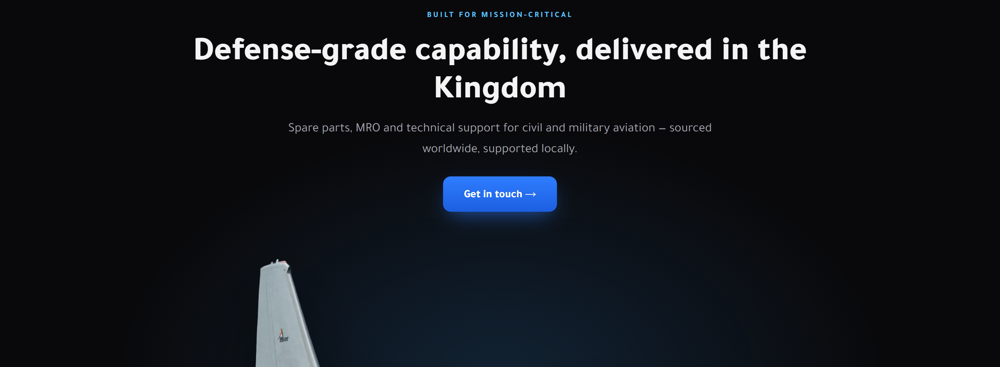 BUILT FOR MISSION-CRITICAL
Defense-grade capability, delivered in the
Kingdom
Spare parts, MRO and technical support for civil and military aviation – sourced
worldwide, supported locally.
Get in touch →